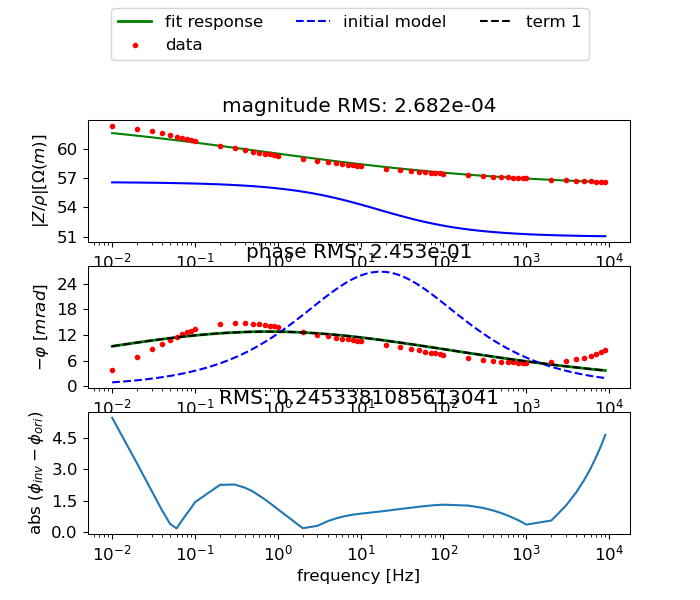 fit response initial model term 1
data
magnitude RMS: 2.682e-04
|Z/ρ|[Ω(m)]
60
57
54
51
10⁻² 10⁻¹ 10⁰ 10¹ 10² 10³ 10⁴
phase RMS: 2.453e-01
−φ [mrad]
24
18
12
6
0
10⁻² 10⁻¹ 10⁰ 10¹ 10² 10³ 10⁴
RMS: 0.2453381085613041
abs (ϕinv − ϕori)
4.5
3.0
1.5
0.0
10⁻² 10⁻¹ 10⁰ 10¹ 10² 10³ 10⁴
frequency [Hz]